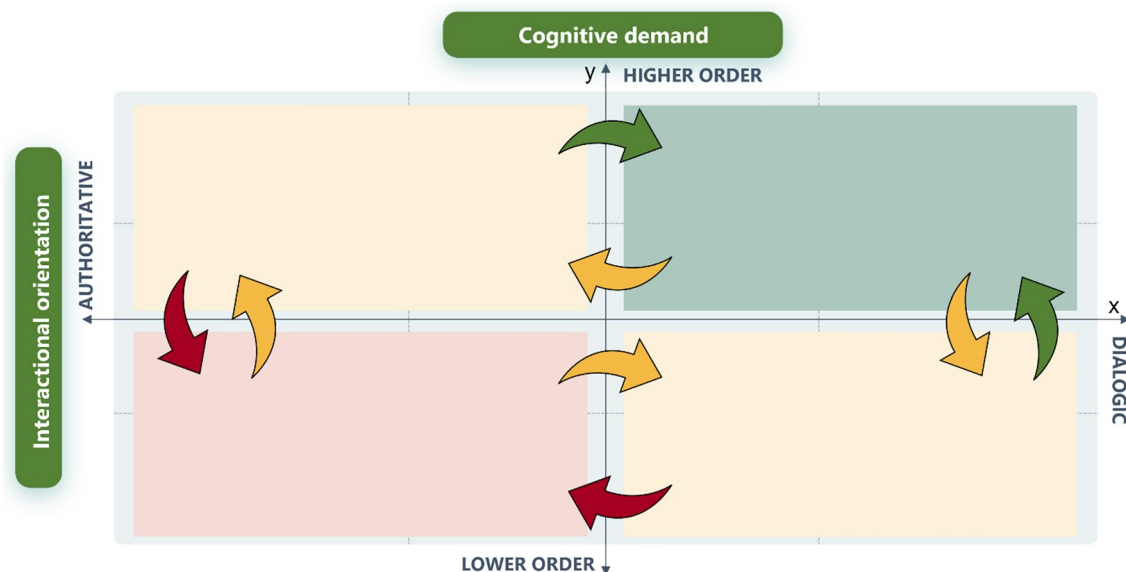 Cognitive demand
y
HIGHER ORDER
Interactional orientation
AUTHORITATIVE
x
DIALOGIC
LOWER ORDER